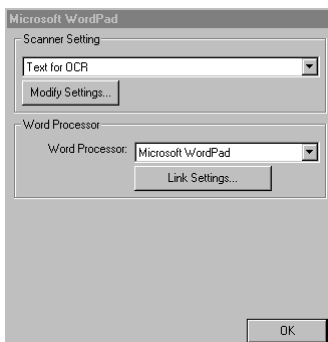 Microsoft WordPad
Scanner Setting
Text for OCR
Modify Settings...
Word Processor
Word Processor: Microsoft WordPad
Link Settings...
OK